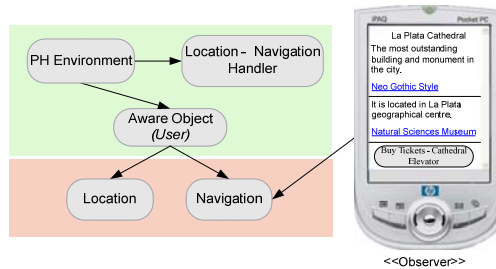 PH Environment
Location - Navigation
Handler
Aware Object
(User)
Location
Navigation
iPAQ
Pocket PC
La Plata Cathedral
The most outstanding
building and monument in
the city.
Neo Gothic Style
It is located in La Plata
geographical centre.
Natural Sciences Museum
Buy Tickets - Cathedral
Elevator
hp
<<Observer>>